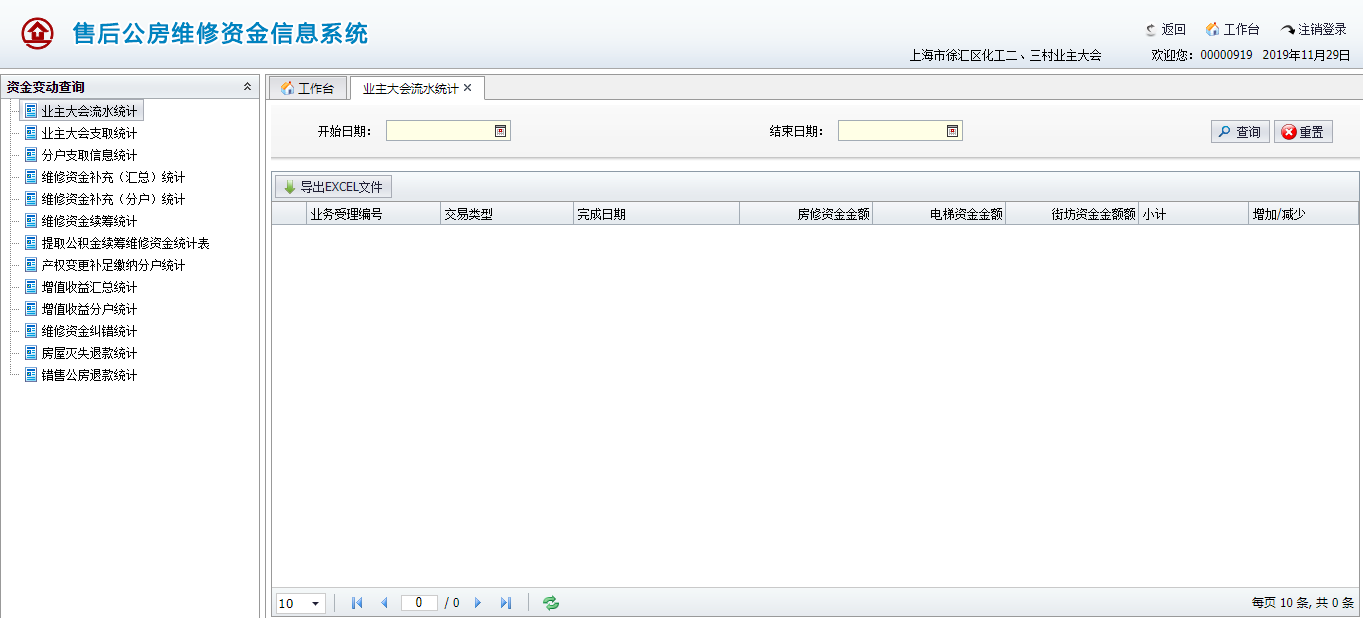 售后公房维修资金信息系统
返回 工作台 注销登录
上海市徐汇区化工二、三村业主大会 欢迎您: 00000919 2019年11月29日
资金变动查询
业主大会流水统计
业主大会支取统计
分户支取信息统计
维修资金补充（汇总）统计
维修资金补充（分户）统计
维修资金续筹统计
提取公积金续筹维修资金统计表
产权变更补足缴纳分户统计
增值收益汇总统计
增值收益分户统计
维修资金纠错统计
房屋灭失退款统计
错售公房退款统计
工作台 业主大会流水统计
开始日期: 结束日期: 查询 重置
导出EXCEL文件
业务受理编号 交易类型 完成日期 房修资金金额 电梯资金金额 街坊资金金额额 小计 增加/减少
10 0 / 0 每页 10 条, 共 0 条